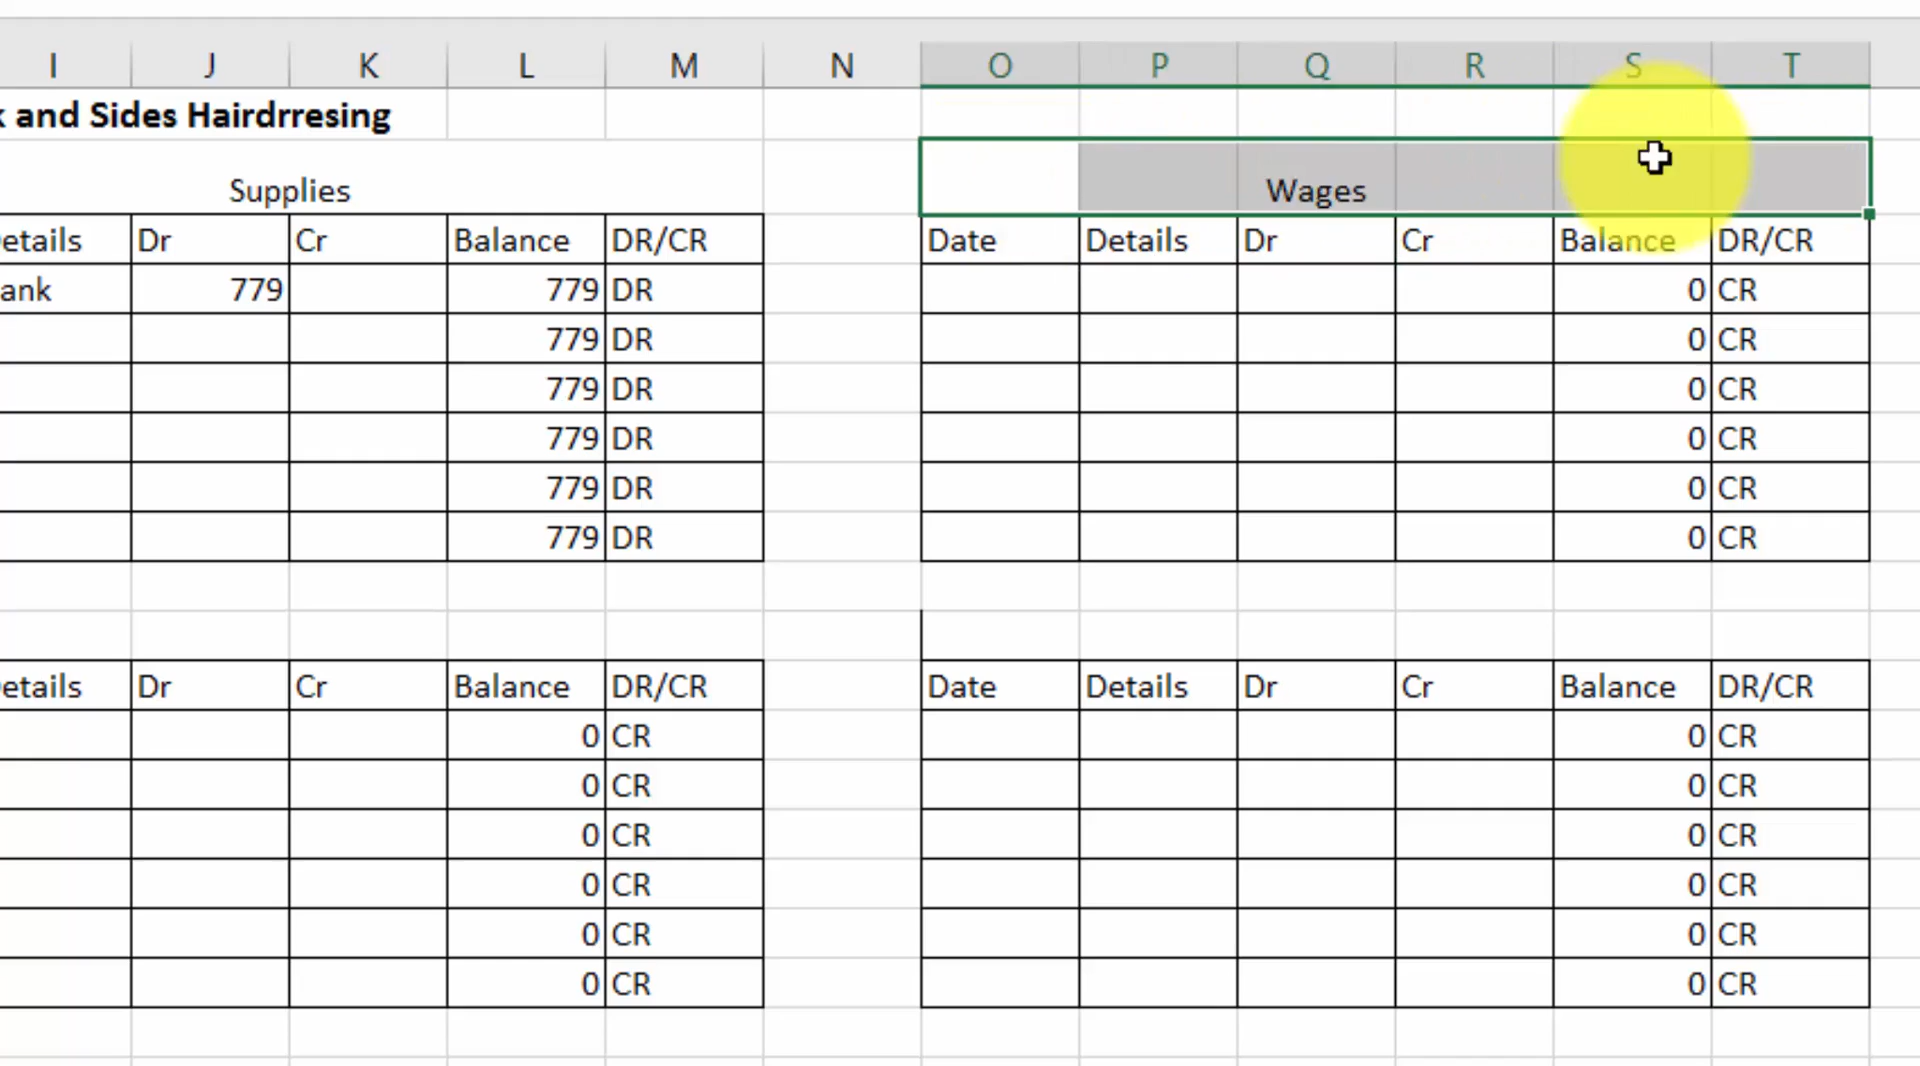 I J K L M N O P Q R S T
and Sides Hairdrresing
Supplies Wages
etails Dr Cr Balance DR/CR Date Details Dr Cr Balance DR/CR
ank 779 779 DR 0 CR
779 DR 0 CR
779 DR 0 CR
779 DR 0 CR
779 DR 0 CR
779 DR 0 CR
etails Dr Cr Balance DR/CR Date Details Dr Cr Balance DR/CR
0 CR 0 CR
0 CR 0 CR
0 CR 0 CR
0 CR 0 CR
0 CR 0 CR
0 CR 0 CR